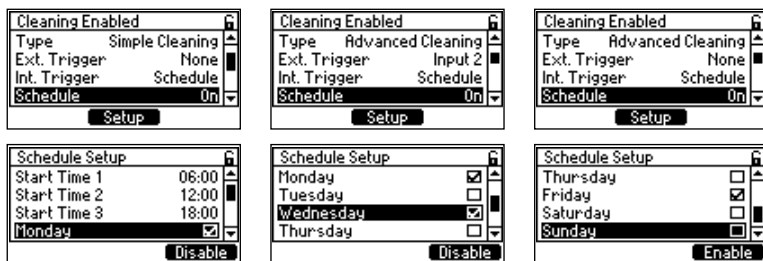 Cleaning Enabled
Type Simple Cleaning
Ext. Trigger None
Int. Trigger Schedule
Schedule On
Setup
Cleaning Enabled
Type Advanced Cleaning
Ext. Trigger Input 2
Int. Trigger Schedule
Schedule On
Setup
Cleaning Enabled
Type Advanced Cleaning
Ext. Trigger None
Int. Trigger Schedule
Schedule On
Setup
Schedule Setup
Start Time 1 06:00
Start Time 2 12:00
Start Time 3 18:00
Monday
Disable
Schedule Setup
Monday
Tuesday
Wednesday
Thursday
Disable
Schedule Setup
Thursday
Friday
Saturday
Sunday
Enable